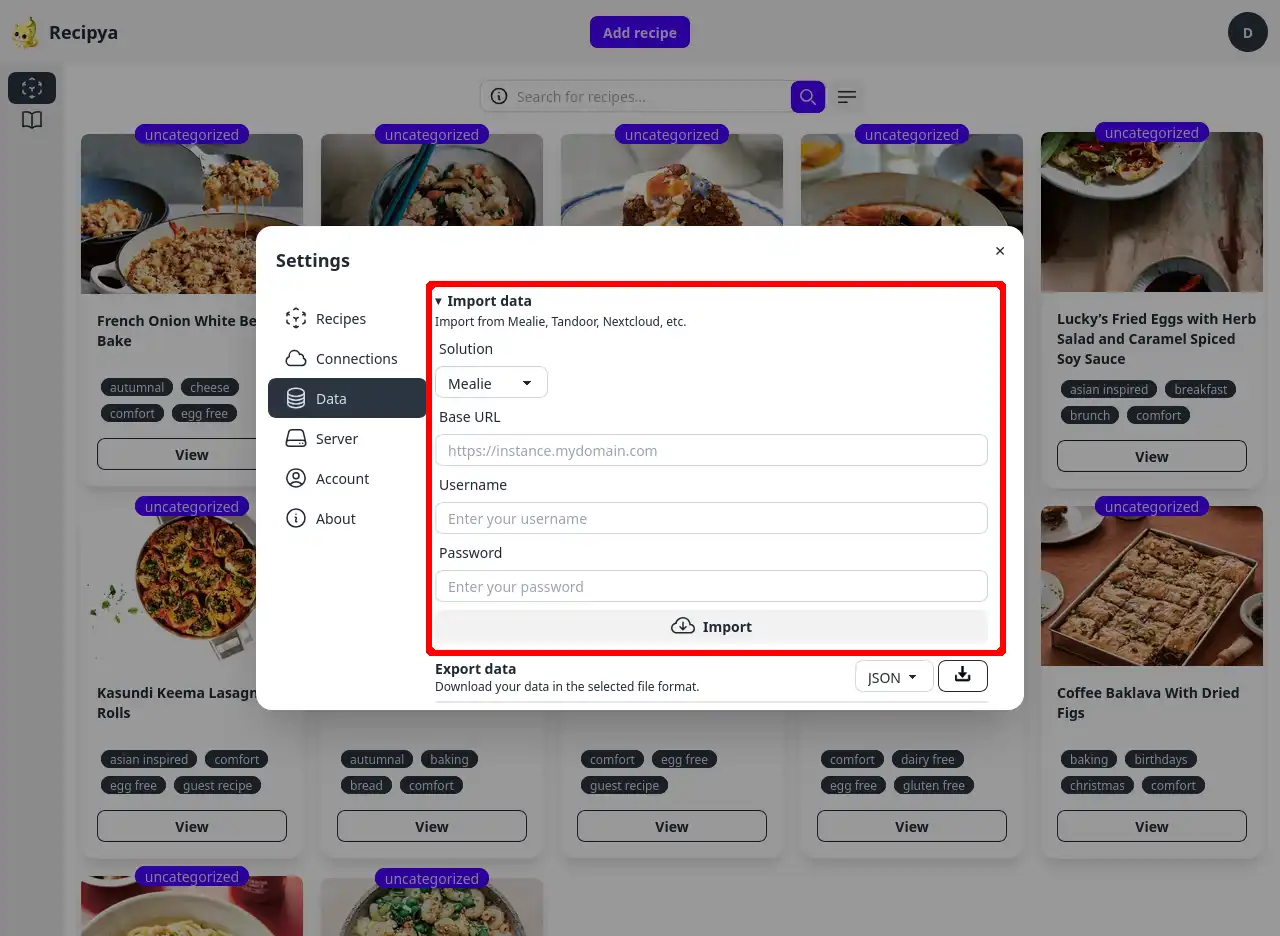 Recipya
Add recipe
D
Search for recipes...
uncategorized
uncategorized
uncategorized
uncategorized
uncategorized
French Onion White Be
Bake
autumnal
cheese
comfort
egg free
View
Lucky's Fried Eggs with Herb
Salad and Caramel Spiced
Soy Sauce
asian inspired
breakfast
brunch
comfort
View
Settings
×
Recipes
Connections
Data
Server
Account
About
Import data
Import from Mealie, Tandoor, Nextcloud, etc.
Solution
Mealie
Base URL
https://instance.mydomain.com
Username
Enter your username
Password
Enter your password
Import
Export data
Download your data in the selected file format.
JSON
uncategorized
uncategorized
Kasundi Keema Lasagn
Rolls
asian inspired
comfort
egg free
guest recipe
View
autumnal
baking
bread
comfort
View
comfort
egg free
guest recipe
View
comfort
dairy free
egg free
gluten free
View
Coffee Baklava With Dried
Figs
baking
birthdays
christmas
comfort
View
uncategorized
uncategorized